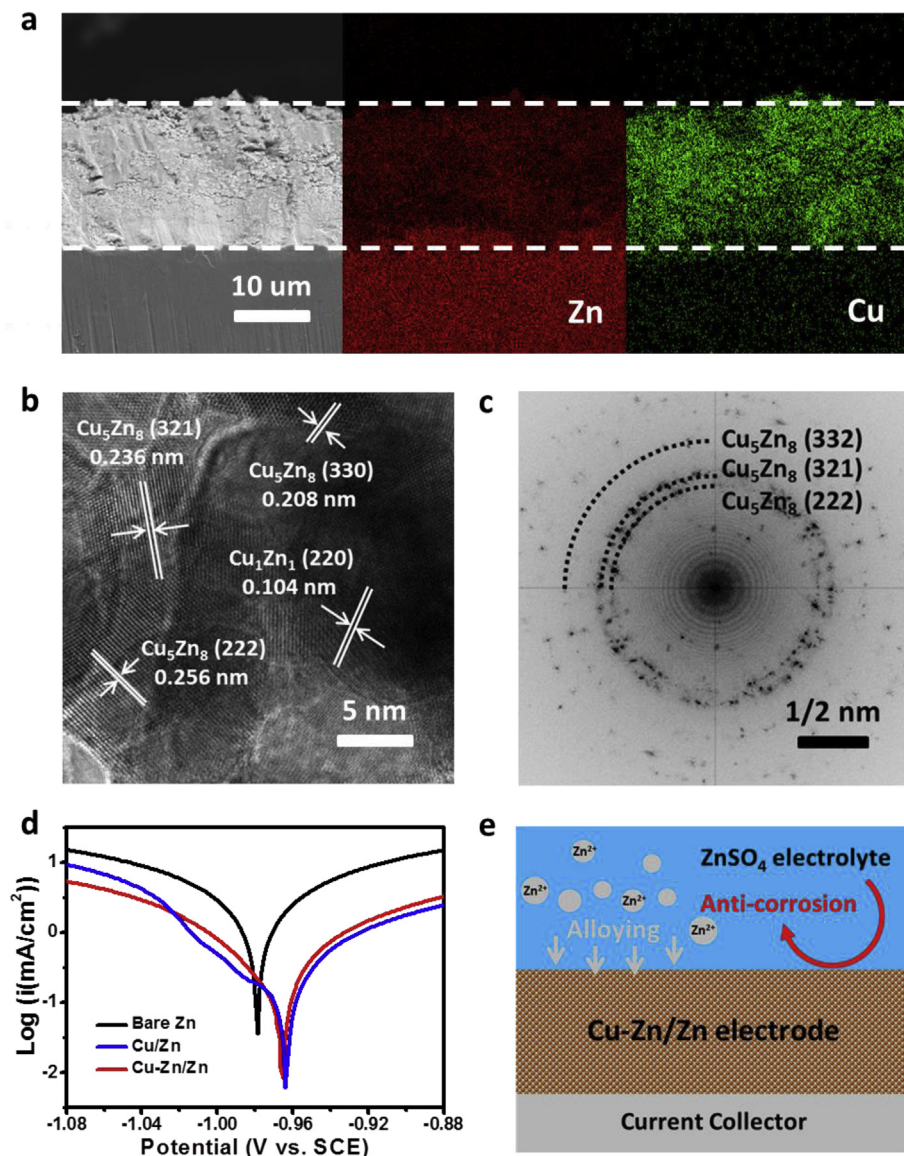 a
10 um
Zn
Cu
b
Cu₅Zn₈ (321)
0.236 nm
Cu₅Zn₈ (330)
0.208 nm
Cu₁Zn₁ (220)
0.104 nm
Cu₅Zn₈ (222)
0.256 nm
5 nm
c
Cu₅Zn₈ (332)
Cu₅Zn₈ (321)
Cu₅Zn₈ (222)
1/2 nm
d
Log (i(mA/cm²))
1
0
-1
-2
Bare Zn
Cu/Zn
Cu-Zn/Zn
-1.08 -1.04 -1.00 -0.96 -0.92 -0.88
Potential (V vs. SCE)
e
Zn²⁺
Zn²⁺
Zn²⁺
Zn²⁺
ZnSO₄ electrolyte
Anti-corrosion
Alloying
Cu-Zn/Zn electrode
Current Collector